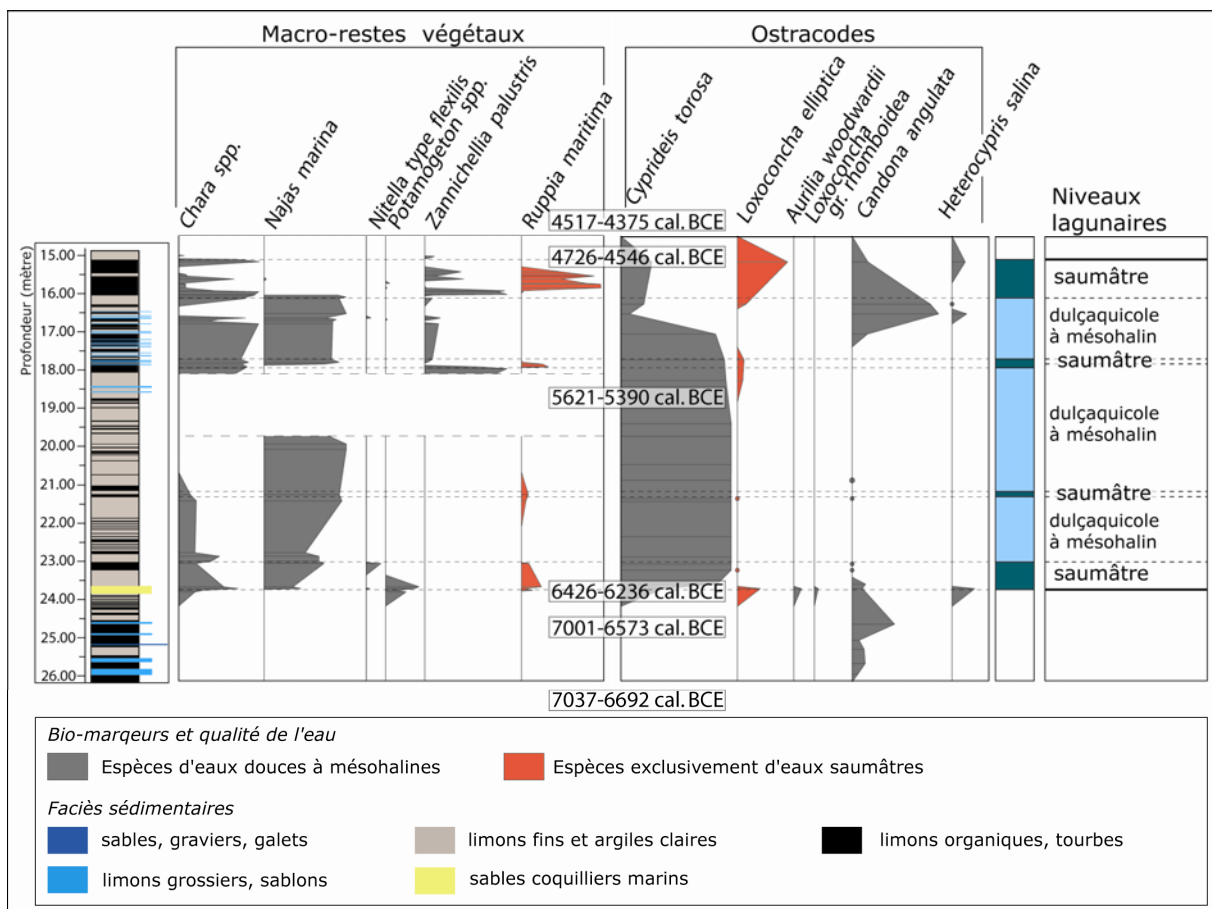 Macro-restes végétaux
Ostracodes
Chara spp.
Najas marina
Nitella type flexilis
Potamogeton spp.
Zannichellia palustris
Ruppia maritima
Cyprideis torosa
Loxoconcha elliptica
Aurilia woodwardii
Loxoconcha
gr. rhomboidea
Candona angulata
Heterocypris salina
Niveaux
lagunaires
Profondeur (mètre)
15.00
16.00
17.00
18.00
19.00
20.00
21.00
22.00
23.00
24.00
25.00
26.00
4517-4375 cal. BCE
4726-4546 cal. BCE
5621-5390 cal. BCE
6426-6236 cal. BCE
7001-6573 cal. BCE
7037-6692 cal. BCE
saumâtre
dulçaquicole
à mésohalin
saumâtre
dulçaquicole
à mésohalin
saumâtre
dulçaquicole
à mésohalin
saumâtre
Bio-marqeurs et qualité de l'eau
Espèces d'eaux douces à mésohalines
Espèces exclusivement d'eaux saumâtres
Faciès sédimentaires
sables, graviers, galets
limons fins et argiles claires
limons organiques, tourbes
limons grossiers, sablons
sables coquilliers marins